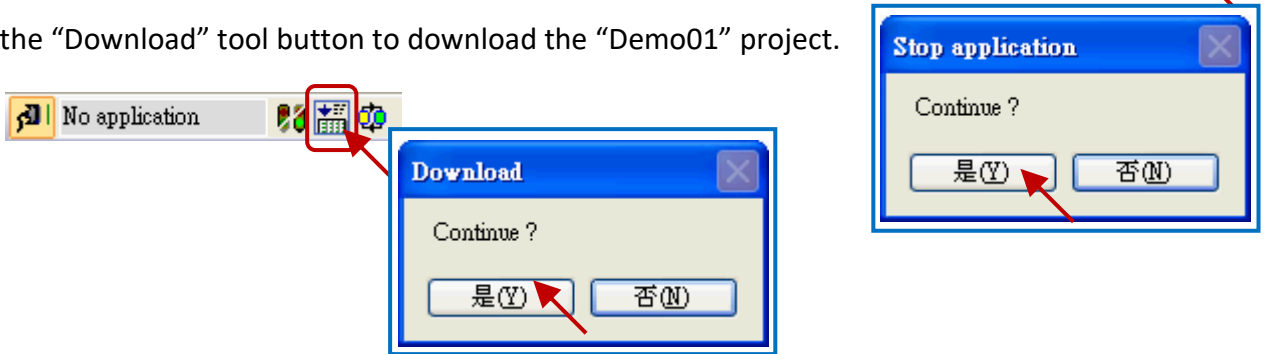 the “Download” tool button to download the “Demo01” project.
Stop application
Continue ?
是(Y) 否(N)
No application
Download
Continue ?
是(Y) 否(N)